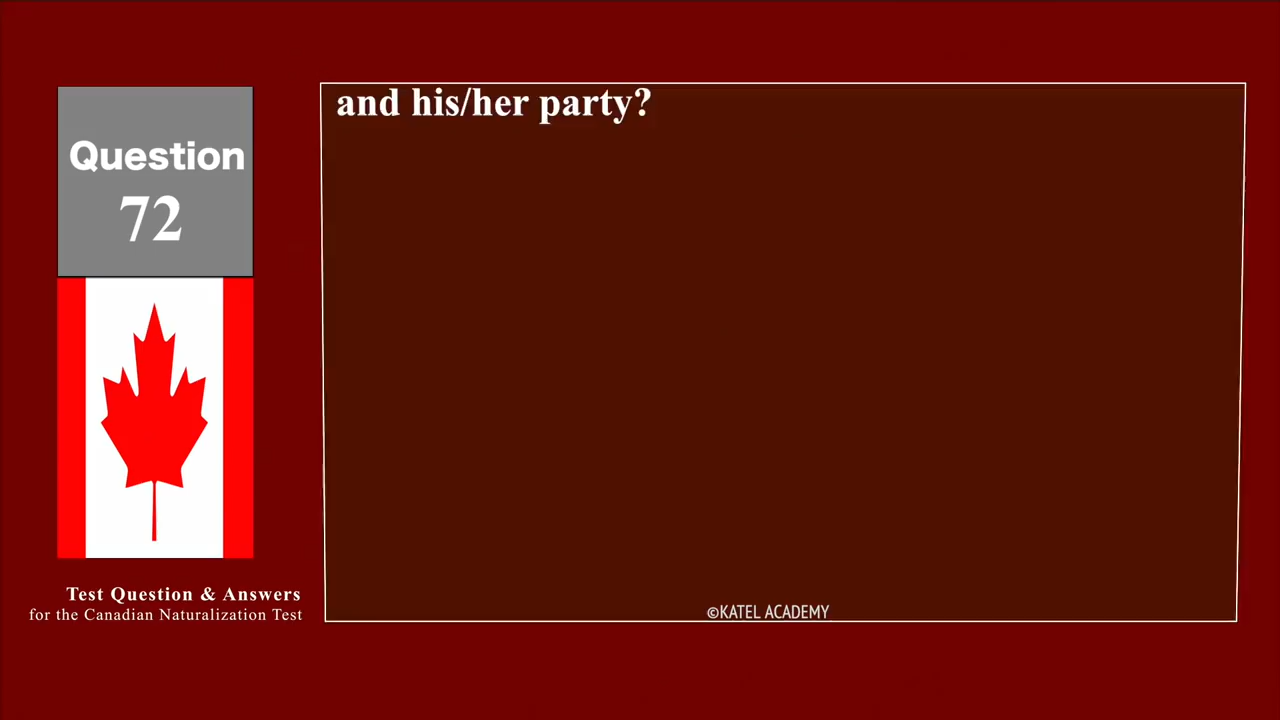 and his/her party?
Question
72
Test Question & Answers
for the Canadian Naturalization Test
©KATEL ACADEMY